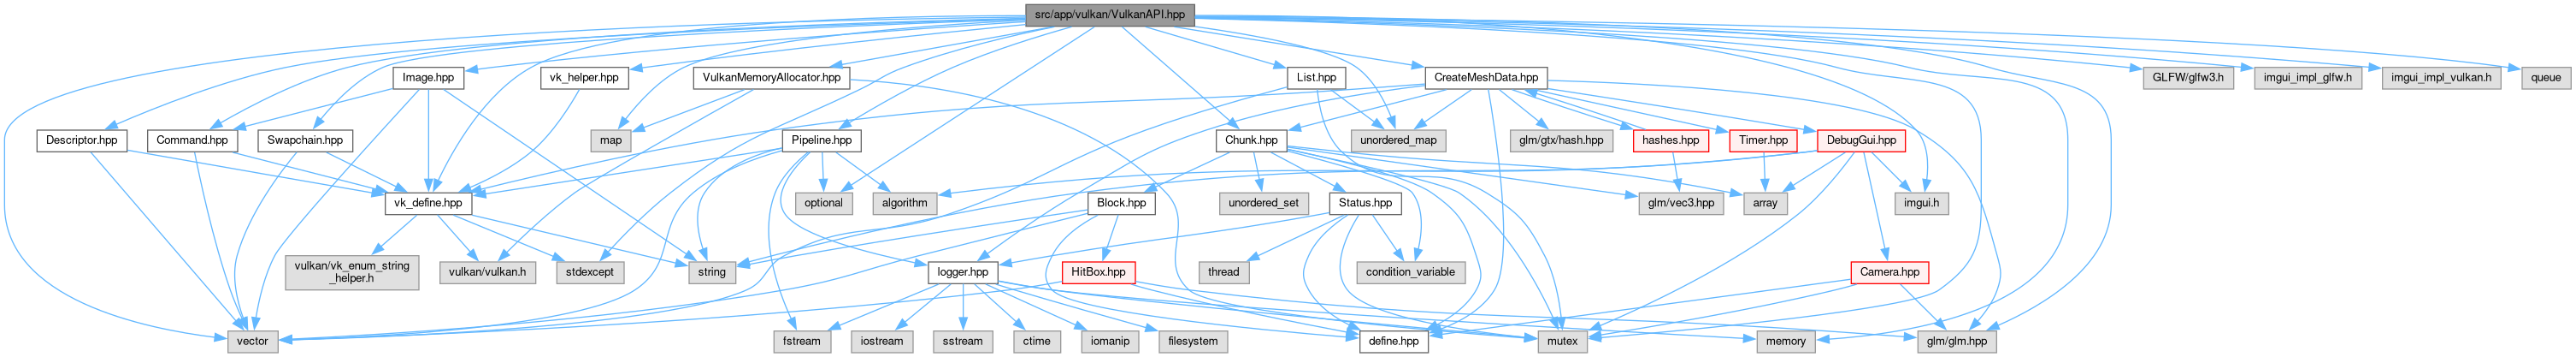 src/app/vulkan/VulkanAPI.hpp
Image.hpp
vk_helper.hpp
VulkanMemoryAllocator.hpp
List.hpp
CreateMeshData.hpp
GLFW/glfw3.h
imgui_impl_glfw.h
imgui_impl_vulkan.h
queue
Descriptor.hpp
Command.hpp
Swapchain.hpp
map
Pipeline.hpp
Chunk.hpp
unordered_map
glm/gtx/hash.hpp
hashes.hpp
Timer.hpp
DebugGui.hpp
vk_define.hpp
optional
algorithm
Block.hpp
unordered_set
Status.hpp
glm/vec3.hpp
array
imgui.h
vulkan/vk_enum_string
_helper.h
vulkan/vulkan.h
stdexcept
string
logger.hpp
HitBox.hpp
thread
condition_variable
Camera.hpp
vector
fstream
iostream
sstream
ctime
iomanip
filesystem
define.hpp
mutex
memory
glm/glm.hpp